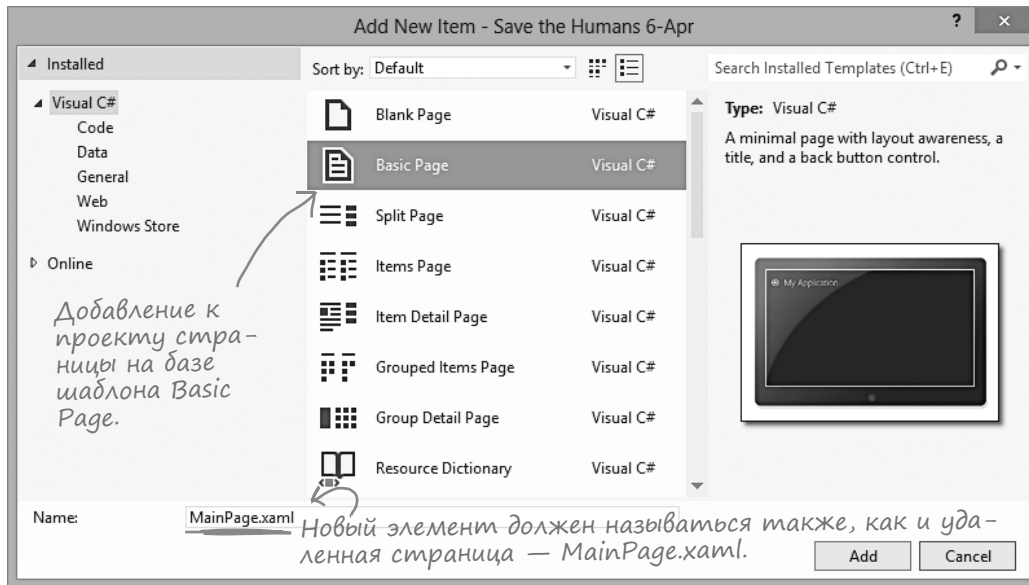 Add New Item - Save the Humans 6-Apr
?
Installed
Sort by: Default
Search Installed Templates (Ctrl+E)
Visual C#
Code
Data
General
Web
Windows Store
Online
Blank Page Visual C#
Basic Page Visual C#
Split Page Visual C#
Items Page Visual C#
Item Detail Page Visual C#
Grouped Items Page Visual C#
Group Detail Page Visual C#
Resource Dictionary Visual C#
Type: Visual C#
A minimal page with layout awareness, a
title, and a back button control.
My Application
Добавление к
проекту стра-
ницы на базе
шаблона Basic
Page.
Name: MainPage.xaml
Новый элемент должен называться также, как и уда-
ленная страница — MainPage.xaml.
Add Cancel